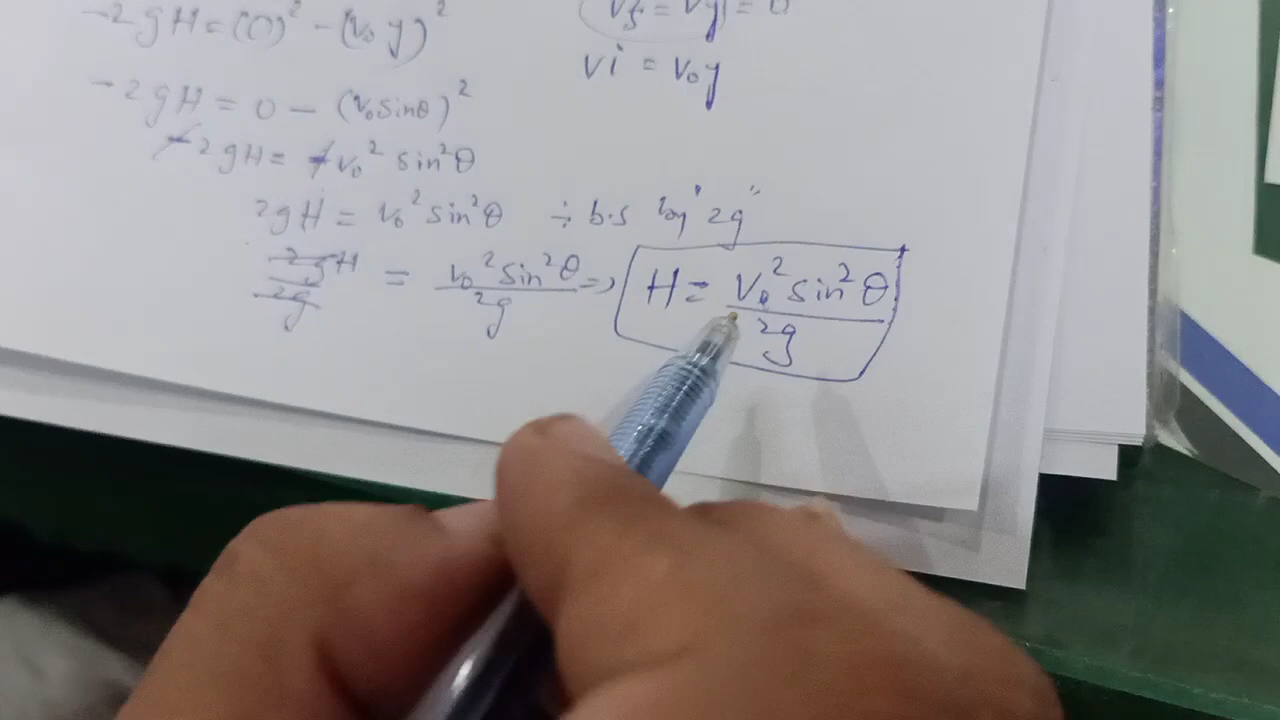 -2gH = (0)² - (v₀y)²
vf = vy = 0
vi = v₀y
-2gH = 0 - (v₀sinθ)²
-2gH = -v₀² sin²θ
2gH = v₀² sin²θ ÷ b.s by "2g"
2gH/2g = v₀² sin²θ/2g => H = v₀² sin²θ/2g